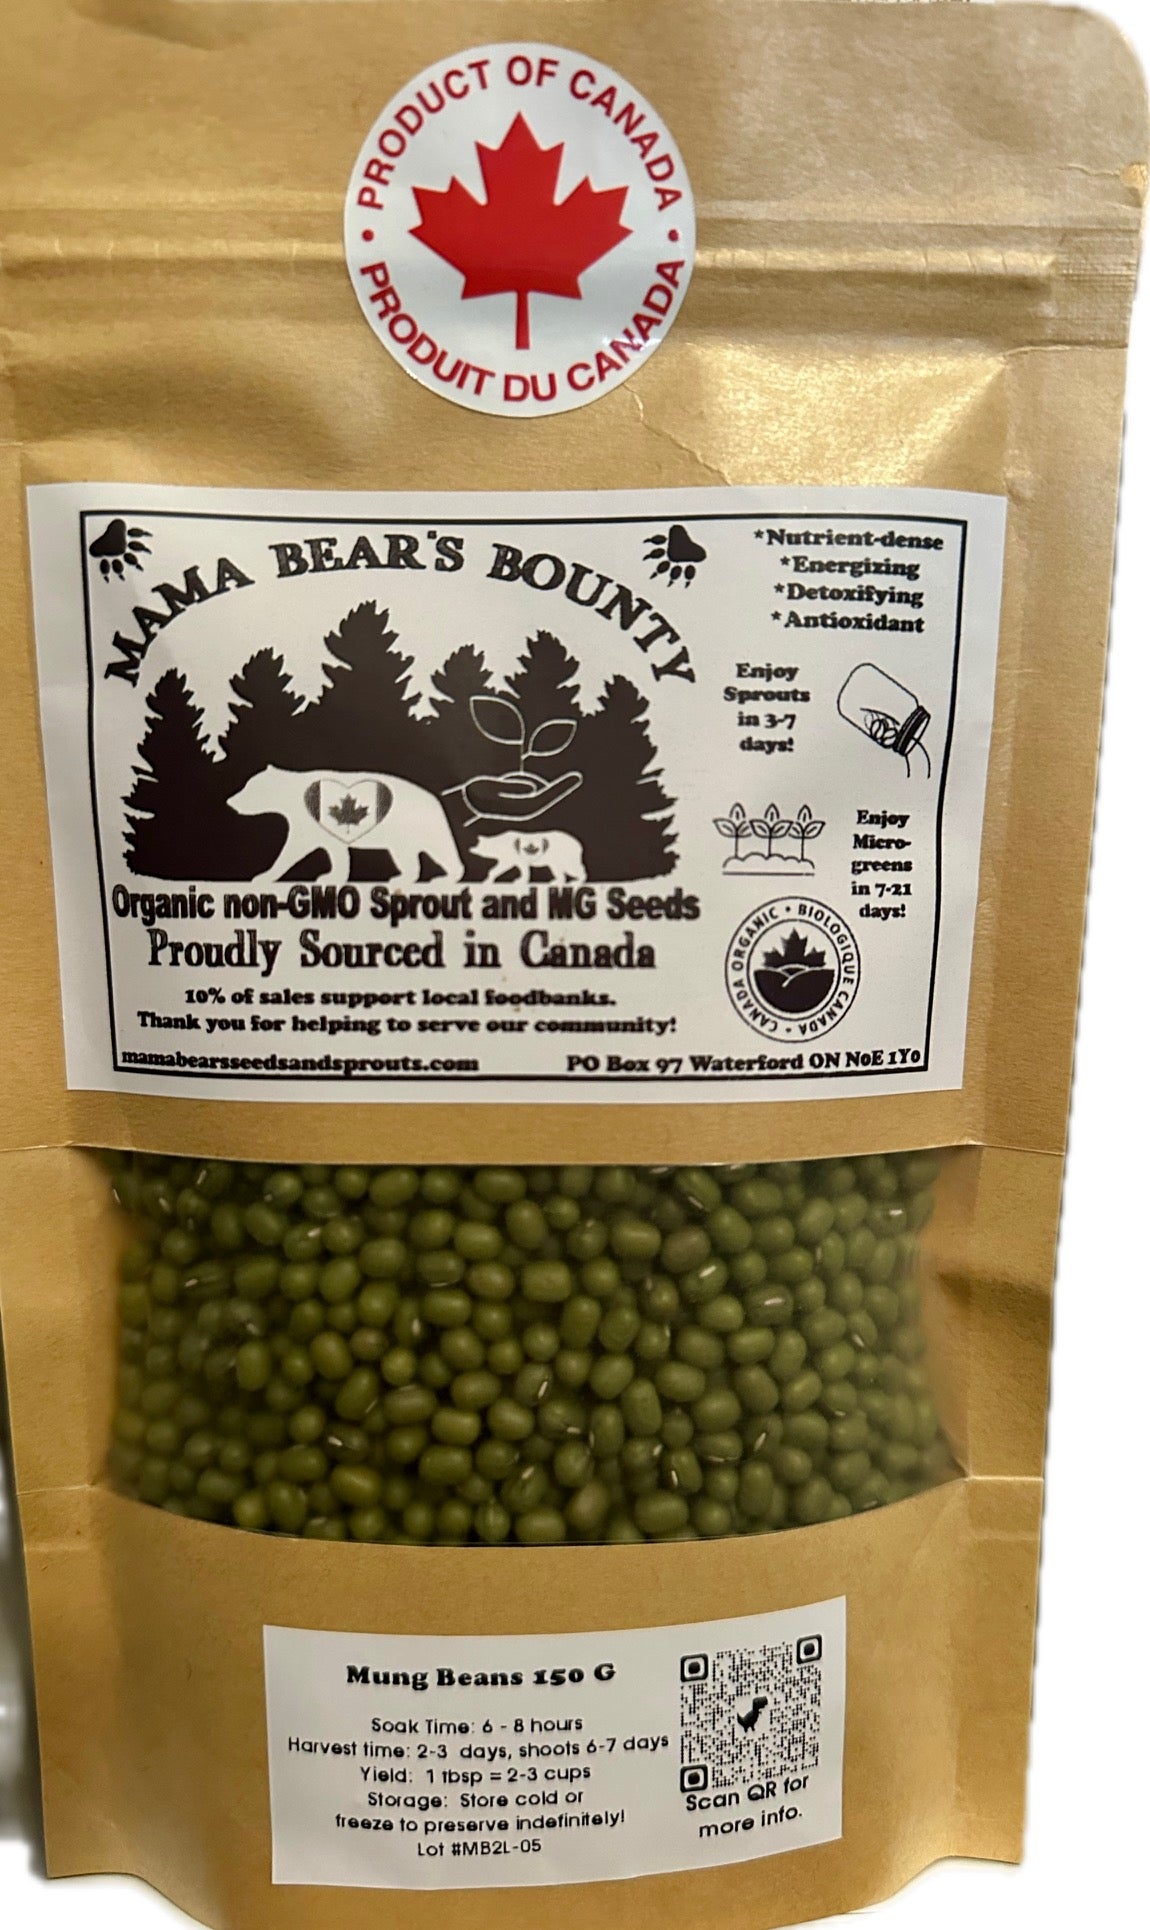 PRODUCT OF CANADA
PRODUIT DU CANADA
MAMA BEAR'S BOUNTY
*Nutrient-dense
*Energizing
*Detoxifying
*Antioxidant
Enjoy
Sprouts
in 3-7
days!
Enjoy
Micro-
greens
in 7-21
days!
CANADA ORGANIC • BIOLOGIQUE CANADA •
Organic non-GMO Sprout and MG Seeds
Proudly Sourced in Canada
10% of sales support local foodbanks.
Thank you for helping to serve our community!
mamabearsseedsandsprouts.com
PO Box 97 Waterford ON N0E 1Y0
Mung Beans 150 G
Soak Time: 6 - 8 hours
Harvest time: 2-3 days, shoots 6-7 days
Yield: 1 tbsp = 2-3 cups
Storage: Store cold or
freeze to preserve indefinitely!
Lot #MB2L-05
Scan QR for
more info.